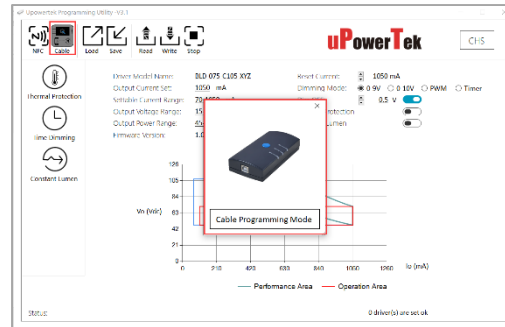 uPowertek Programming Utility -V3.1
NFC Cable Load Save Read Write Stop
uPowerTek
CHS
Thermal Protection
Time Dimming
Constant Lumen
Driver Model Name: BLD 075 C105 XYZ
Output Current Set: 1050 mA
Settable Current Range:
Output Voltage Range:
Output Power Range:
Firmware Version: 1.0
Reset Current: 1050 mA
Dimming Mode: 0 9V 0 10V PWM Timer
0.5 V
Lumen
×
Cable Programming Mode
Vo (Vdc)
126
105
84
63
42
21
0
0 210 420 630 840 1050 1260 Io (mA)
Performance Area Operation Area
Status: 0 driver(s) are set ok